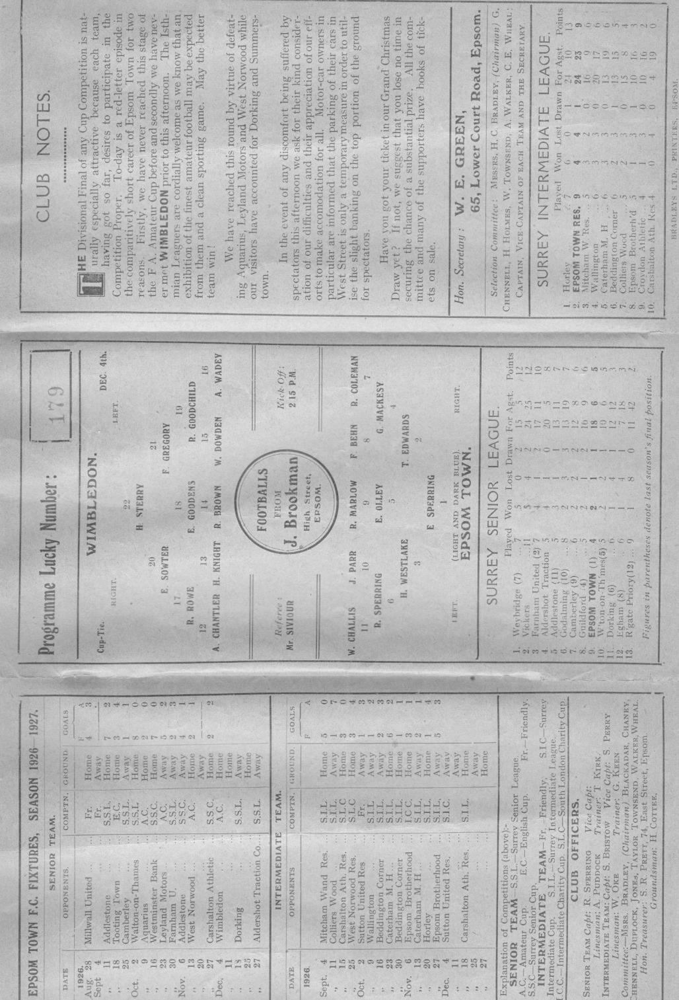 EPSOM TOWN F.C. FIXTURES, SEASON 1926 1927.
SENIOR TEAM.
DATE OPPONENTS. COMPTN. GROUND. GOALS
1926. F A
Aug. 28 Millwall United ... Fr. Home 4 3
Sept 4 ... Fr. Away
,, 11 Addlestone ... S.S.L. Home 7 2
,, 18 Tooting Town ... E.C. Home 3 4
,, 25 Camberley ... S.S.L. Away 1 1
Oct. 2 Walton-on-Thames S.S.L Home 8 0
,, 9 Aquarius ... A.C. Home 2 0
,, 16 Westminster Bank S.S.C. Home 7 0
,, 23 Leyland Motors ... A.C. Away 5 2
,, 30 Farnham U. ... S.S.L Away 2 3
Nov. 6 Addlestone ... S.S.C Away 4 1
,, 13 West Norwood ... A.C. Home 2 1
,, 20 Away
,, 27 Carshalton Athletic S.S.C. Home 2 2
Dec. 4 Wimbledon ... A.C. Home
,, 11 ... Away
,, 18 Dorking ... S.S.L. Away
,, 25 ... Home
,, 27 Aldershot Traction Co. S.S.L. Away
INTERMEDIATE TEAM.
DATE OPPONENTS COMPTN. GROUND. GOALS
1926. F A
Sept. 4 Mitcham Wand Res. S.I.L. Home 5 0
,, 11 Colliers Wood ... S.I.L. Away 1 7
,, 15 Carshalton Ath. Res. S.L.C Home 3 0
,, 25 West Norwood Res. S.L.C Home 3 4
Oct. 2 Sutton United Res Fr. Away 1 3
,, 9 Wallington ... S.I.L Away 1 2
,, 16 Beddington Corner S.I.L. Away 2 3
,, 23 Caterham M. H ... S.I.L. Home 6 2
,, 30 Beddington Corner S.I.L. Home 1 1
Nov. 6 Epsom Brotherhood I.C C. Home 3 1
,, 13 Caterham M. H ... S.I.L. Away 2 1
,, 20 Horley ... S.I.L Away 1 4
,, 27 Epsom Brotherhood S.I.L. Away 5 3
Dec. 4 Sutton United Res. S.I.C. Away
,, 11 ... Away
,, 18 Carshalton Ath. Res. ... S.I.L. Home
,, 25 ... Away
,, 27 ... Home
Explanation of Competitions (above):-
SENIOR TEAM—S S L—Surrey Senior League.
A.C.—Amateur Cup. E.C.—English Cup. Fr.—Friendly.
S.S.C—Surrey Senior Cup.
INTERMEDIATE TEAM—Fr—Friendly. S.I.C—Surrey
Intermediate Cup. S.I.L.—Surrey Intermediate League.
I.C.C.—Intermediate Charity Cup. S.L.C—South London Charity Cup
CLUB OFFICERS.
SENIOR TEAM Capt: R. SPERRING Vice Capt:
Linesman: A. PUDDOCK Trainer: T KIRK.
INTERMEDIATE TEAM: Capt: S. BRISTOW Vice Capt: S. PERRY
Linesman: W. OKE Trainer: G. KEEN
Committee:—MSRS. BRADLEY, (Chairman) BLACKADAR, CHANEY,
CHENNELL, DUPLOCK, JONES, TAYLOR TOWNSEND. WALKER, WHEAL
Hon. Treasurer: S. R. PRETT, 74, East Street, Epsom
Groundsman: H. COTTER.
Programme Lucky Number: 179
WIMBLEDON.
Cup-Tie. DEC. 4th.
RIGHT. LEFT.
22
H. STERRY
20 21
E. SOWTER F. GREGORY
17 18 19
R. ROWE E. GOODENS R. GOODCHILD
12 13 14 15 16
A. CHANTLER H. KNIGHT R. BROWN W. DOWDEN A. WADEY
Referee:
Mr. SIVIOUR
FOOTBALLS
FROM
J. Brookman
High Street,
EPSOM.
Kick-Off:
2 15 P.M.
W. CHALLIS J. PARR R. MARLOW F. BEHN R. COLEMAN
11 10 9 8 7
R. SPERRING E. OLLEY G. MACKESY
6 5 4
H. WESTLAKE T. EDWARDS
3 2
E SPERRING
1
LEFT. (LIGHT AND DARK BLUE). RIGHT.
EPSOM TOWN.
SURREY SENIOR LEAGUE.
Played Won Lost Drawn For Agst. Points
1. Weybridge (7) ... 7 5 0 2 15 5 12
2. Vickers ... 11 5 4 2 24 25 12
3 Farnham United (2) 7 4 1 2 17 11 10
4. Aldershot Traction 5 4 1 0 20 5 8
5 Addlestone (11) 5 3 1 1 13 11 7
6. Godalming (10) ... 8 2 3 3 13 19 7
7. Camberley (9) ... 6 2 2 2 12 8 6
8. Guildford (4) ... 5 2 1 2 16 9 6
9. EPSOM TOWN (1) 4 2 1 1 18 6 5
10. W'ton-on-Th'mes(5) 5 2 2 1 10 6 5
11. Dorking (6) ... 6 1 4 1 12 12 3
12. Egham (8) ... 6 1 4 1 7 18 3
13. R'gate Priory(12) ... 9 1 8 0 11 42 2
Figures in parentheses denote last season's final position.
CLUB NOTES.
THE Divisional Final of any Cup Competition is nat-
urally especially attractive because each team,
having got so far, desires to participate in the
Competition Proper. To-day is a red-letter episode in
the comparitively short career of Epsom Town for two
reasons. Firstly, we have never reached this stage of
the F A. Amateur Cup before and secondly we have nev-
er met WIMBLEDON prior to this afternoon. The Isth-
mian Leaguers are cordially welcome as we know that an
exhibition of the finest amateur football may be expected
from them and a clean sporting game. May the better
team win!
We have reached this round by virtue of defeat-
ing Aquarius, Leyland Motors and West Norwood while
our visitors have accounted for Dorking and Summers-
town.
In the event of any discomfort being suffered by
spectators this afternoon we ask for their kind consider-
ation of our difficulties and their appreciation of our eff-
orts to make accomodation for all. Motor-car owners in
particular are informed that the parking of their cars in
West Street is only a temporary measure in order to util-
ise the slight banking on the top portion of the ground
for spectators.
Have you got your ticket in our Grand Christmas
Draw yet? If not, we suggest that you lose no time in
securing the chance of a substantial prize. All the com-
mittee and many of the supporters have books of tick-
ets on sale.
Hon. Secretary: W. E. GREEN,
65, Lower Court Road, Epsom.
Selection Committee: MESSRS. H. C. BRADLEY, (Chairman) G.
CHENNELL, H. HOLMES, W. TOWNSEND, A. WALKER, C. E. WHEAL;
CAPTAIN, VICE CAPTAIN OF EACH TEAM AND THE SECRETARY
SURREY INTERMEDIATE LEAGUE.
Played Won Lost Drawn For Agst. Points
1. Horley ... 7 6 0 1 21 10 13
2. EPSOM TOWN RES. 9 4 4 1 24 23 9
3. Mitcham W Res. ... 5 3 2 0 16 9 6
4. Wallington ... 6 3 3 0 20 17 6
5. Caterham M. H ... 6 3 3 0 13 19 6
6. Beddington Corner 6 2 3 1 13 15 5
7. Colliers Wood ... 5 2 3 0 15 8 4
8. Epsom Brotherh'd 5 1 3 1 10 16 3
9. Croydon Athletic ... 4 1 3 0 10 16 2
10. Carshalton Ath. Res 4 0 4 0 4 19 0
BRADLEYS LTD., PRINTERS, EPSOM.